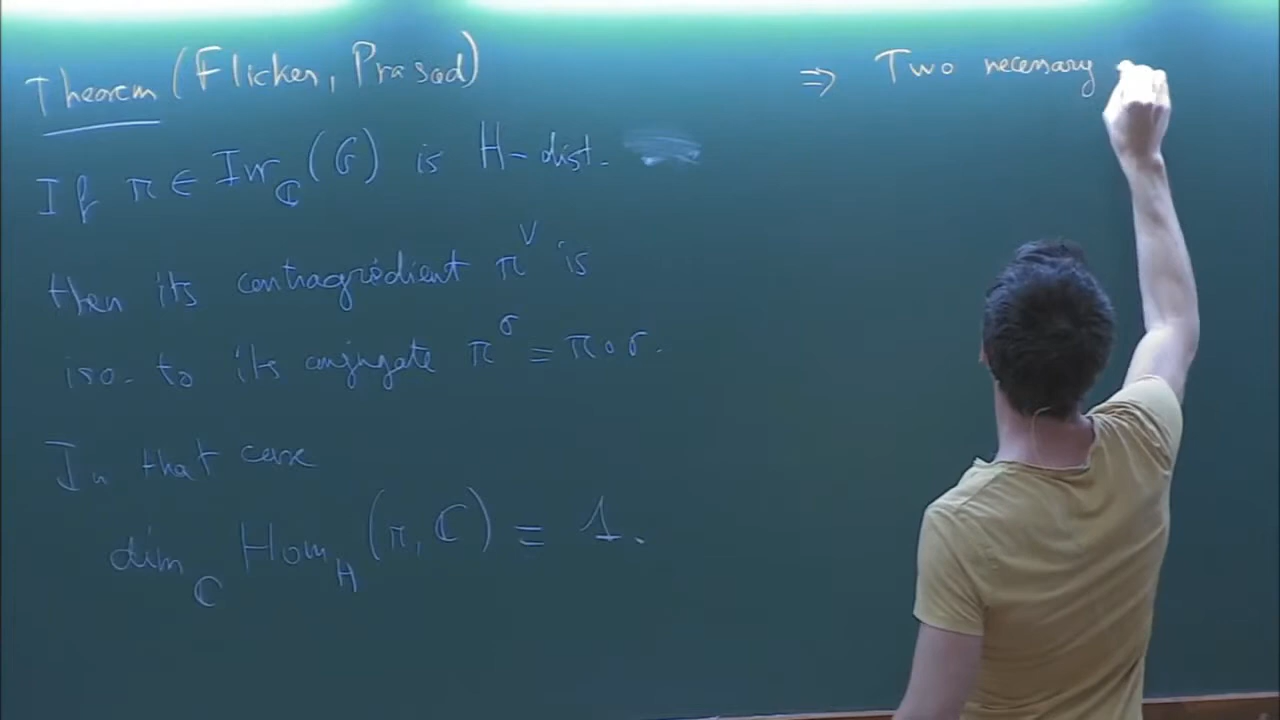 Theorem (Flicker, Prasad)
If π ∈ Irr_ℂ(G) is H-dist.
then its contragrédient π^∨ is
iso. to its conjugate π^σ = π∘σ.
In that case
dim_ℂ Hom_H(π, ℂ) = 1.
⇒ Two necessary